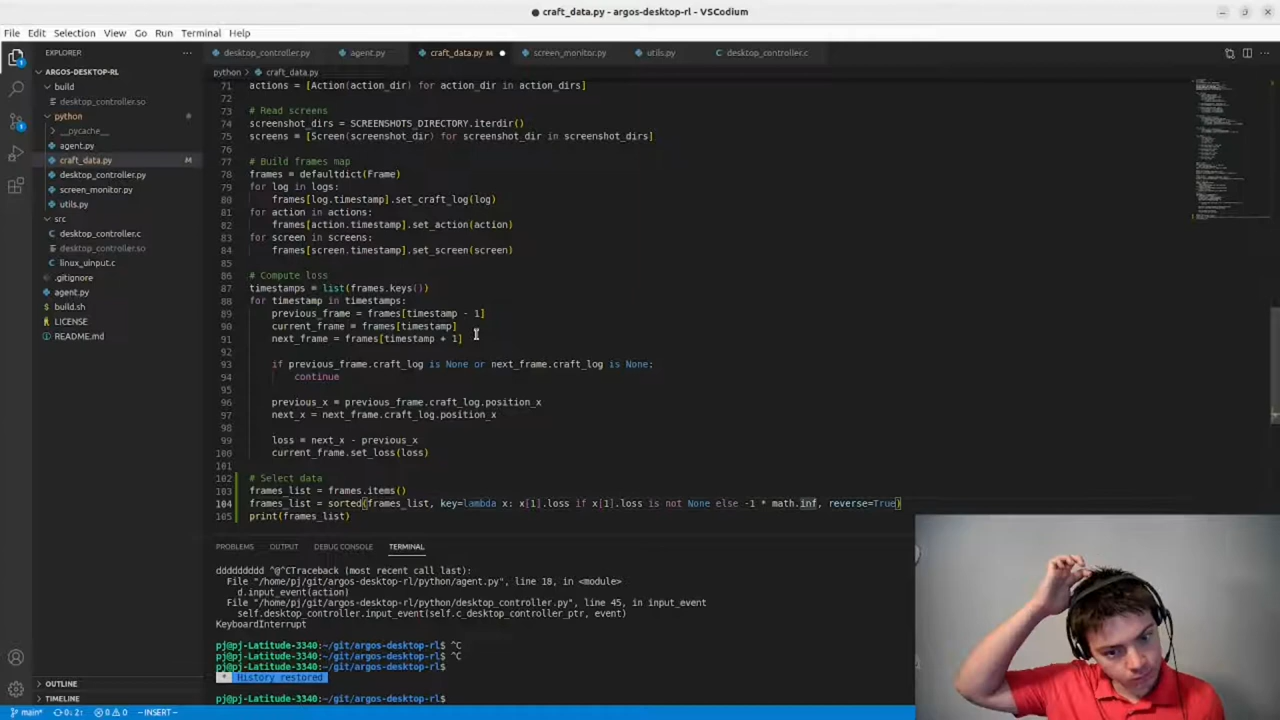 craft_data.py - argos-desktop-rl - VSCodium
File Edit Selection View Go Run Terminal Help
EXPLORER
desktop_controller.py agent.py craft_data.py M screen_monitor.py utils.py desktop_controller.c
python > craft_data.py
ARGOS-DESKTOP-RL
build
desktop_controller.so
python
__pycache__
agent.py
craft_data.py M
desktop_controller.py
screen_monitor.py
utils.py
src
desktop_controller.c
desktop_controller.so
linux_uinput.c
.gitignore
agent.py
build.sh
LICENSE
README.md
OUTLINE
TIMELINE
71 actions = [Action(action_dir) for action_dir in action_dirs]
72
73 # Read screens
74 screenshot_dirs = SCREENSHOTS_DIRECTORY.iterdir()
75 screens = [Screen(screenshot_dir) for screenshot_dir in screenshot_dirs]
76
77 # Build frames map
78 frames = defaultdict(Frame)
79 for log in logs:
80 frames[log.timestamp].set_craft_log(log)
81 for action in actions:
82 frames[action.timestamp].set_action(action)
83 for screen in screens:
84 frames[screen.timestamp].set_screen(screen)
85
86 # Compute loss
87 timestamps = list(frames.keys())
88 for timestamp in timestamps:
89 previous_frame = frames[timestamp - 1]
90 current_frame = frames[timestamp]
91 next_frame = frames[timestamp + 1]
92
93 if previous_frame.craft_log is None or next_frame.craft_log is None:
94 continue
95
96 previous_x = previous_frame.craft_log.position_x
97 next_x = next_frame.craft_log.position_x
98
99 loss = next_x - previous_x
100 current_frame.set_loss(loss)
101
102 # Select data
103 frames_list = frames.items()
104 frames_list = sorted(frames_list, key=lambda x: x[1].loss if x[1].loss is not None else -1 * math.inf, reverse=True)
105 print(frames_list)
PROBLEMS OUTPUT DEBUG CONSOLE TERMINAL
ddddddddd ^@^CTraceback (most recent call last):
File "/home/pj/git/argos-desktop-rl/python/agent.py", line 18, in <module>
d.input_event(action)
File "/home/pj/git/argos-desktop-rl/python/desktop_controller.py", line 45, in input_event
self.desktop_controller.input_event(self.c_desktop_controller_ptr, event)
KeyboardInterrupt
pj@pj-Latitude-3340:~/git/argos-desktop-rl$ ^C
pj@pj-Latitude-3340:~/git/argos-desktop-rl$ ^C
pj@pj-Latitude-3340:~/git/argos-desktop-rl$
* History restored
pj@pj-Latitude-3340:~/git/argos-desktop-rl$
main* 0↓ 2↑ 0 0 --INSERT--